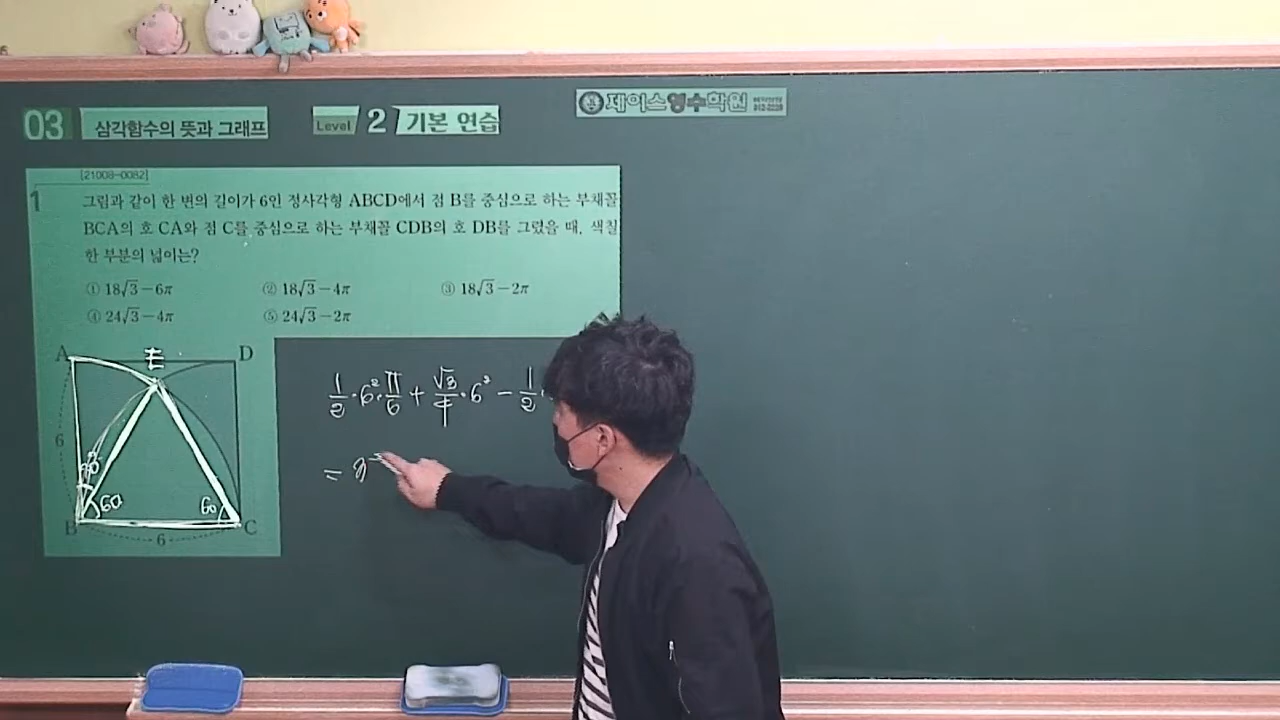 제이스영수학원
03 삼각함수의 뜻과 그래프 Level 2 기본 연습
[21008-0082]
1 그림과 같이 한 변의 길이가 6인 정사각형 ABCD에서 점 B를 중심으로 하는 부채꼴
BCA의 호 CA와 점 C를 중심으로 하는 부채꼴 CDB의 호 DB를 그렸을 때, 색칠
한 부분의 넓이는?
① 18√3−6π ② 18√3−4π ③ 18√3−2π
④ 24√3−4π ⑤ 24√3−2π
A E D
6
30°
60 60
B C
6
1/2·6²·π/6 + √3/4·6² − 1/2
= 3π